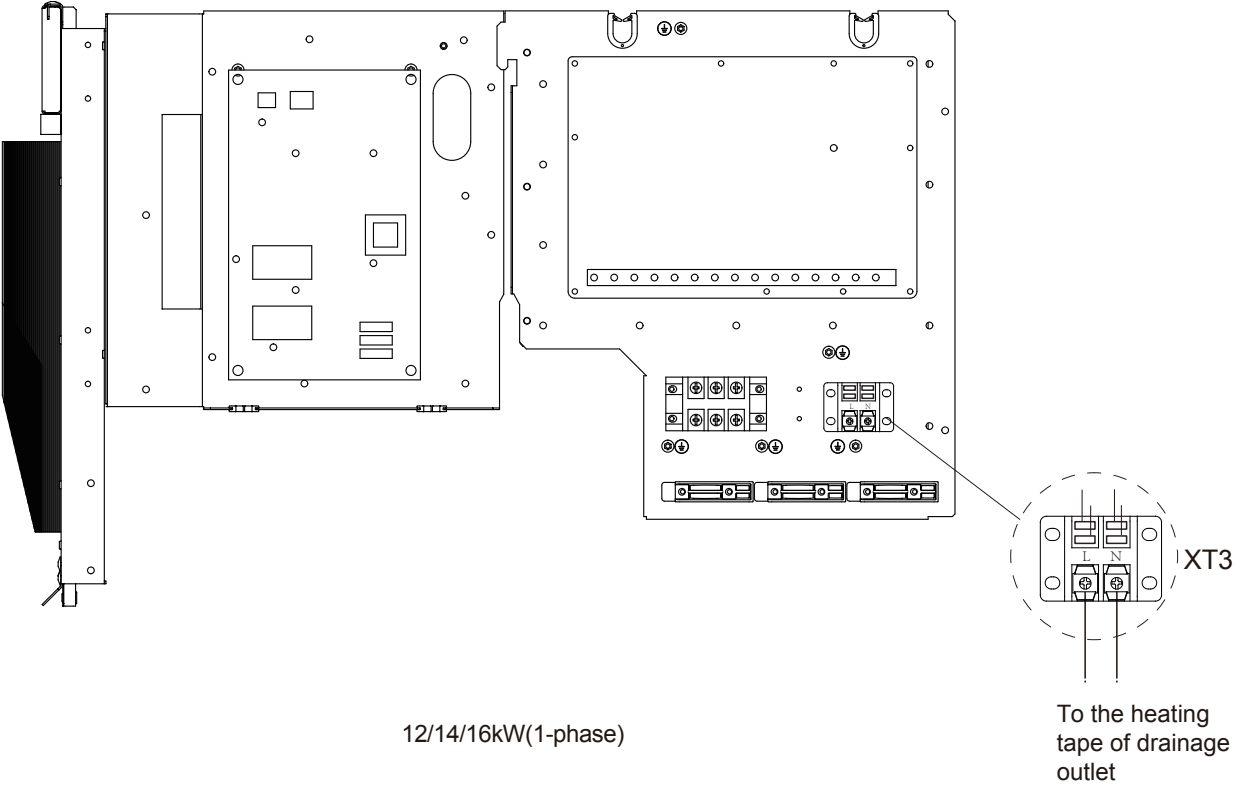 L N
L N
XT3
To the heating
tape of drainage
outlet
12/14/16kW(1-phase)